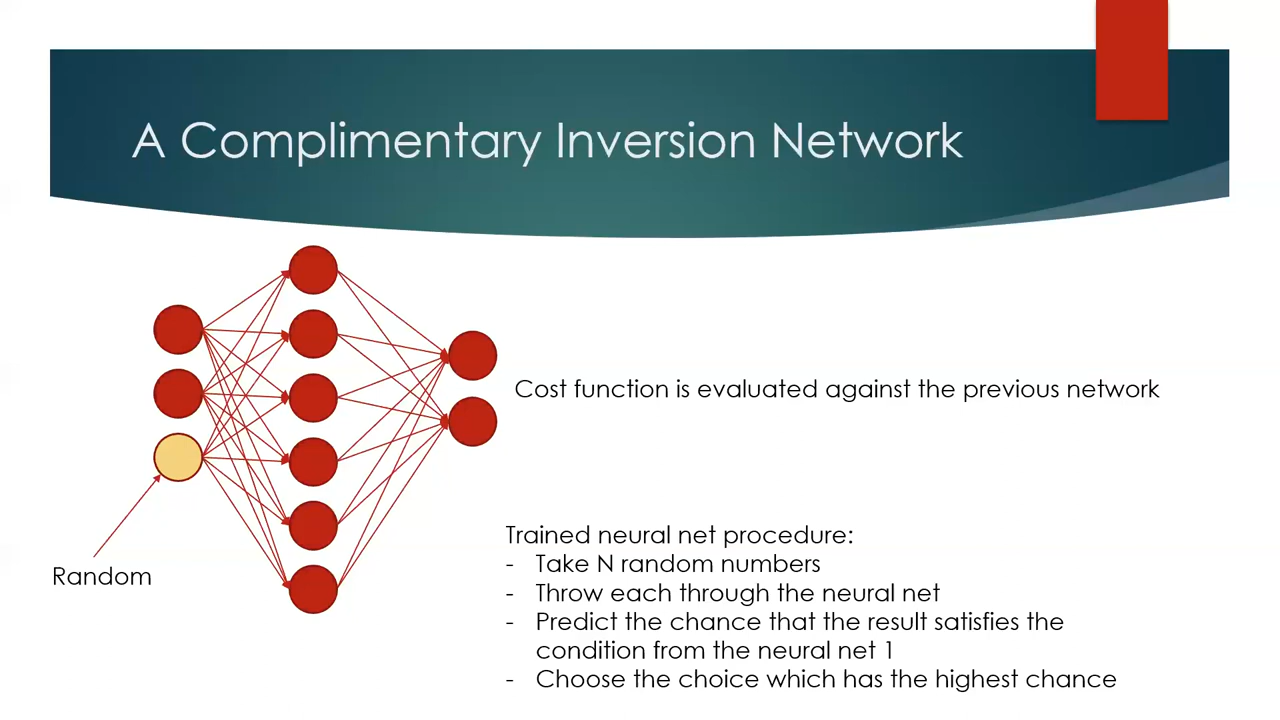 A Complimentary Inversion Network
Cost function is evaluated against the previous network
Random
Trained neural net procedure:
- Take N random numbers
- Throw each through the neural net
- Predict the chance that the result satisfies the
condition from the neural net 1
- Choose the choice which has the highest chance